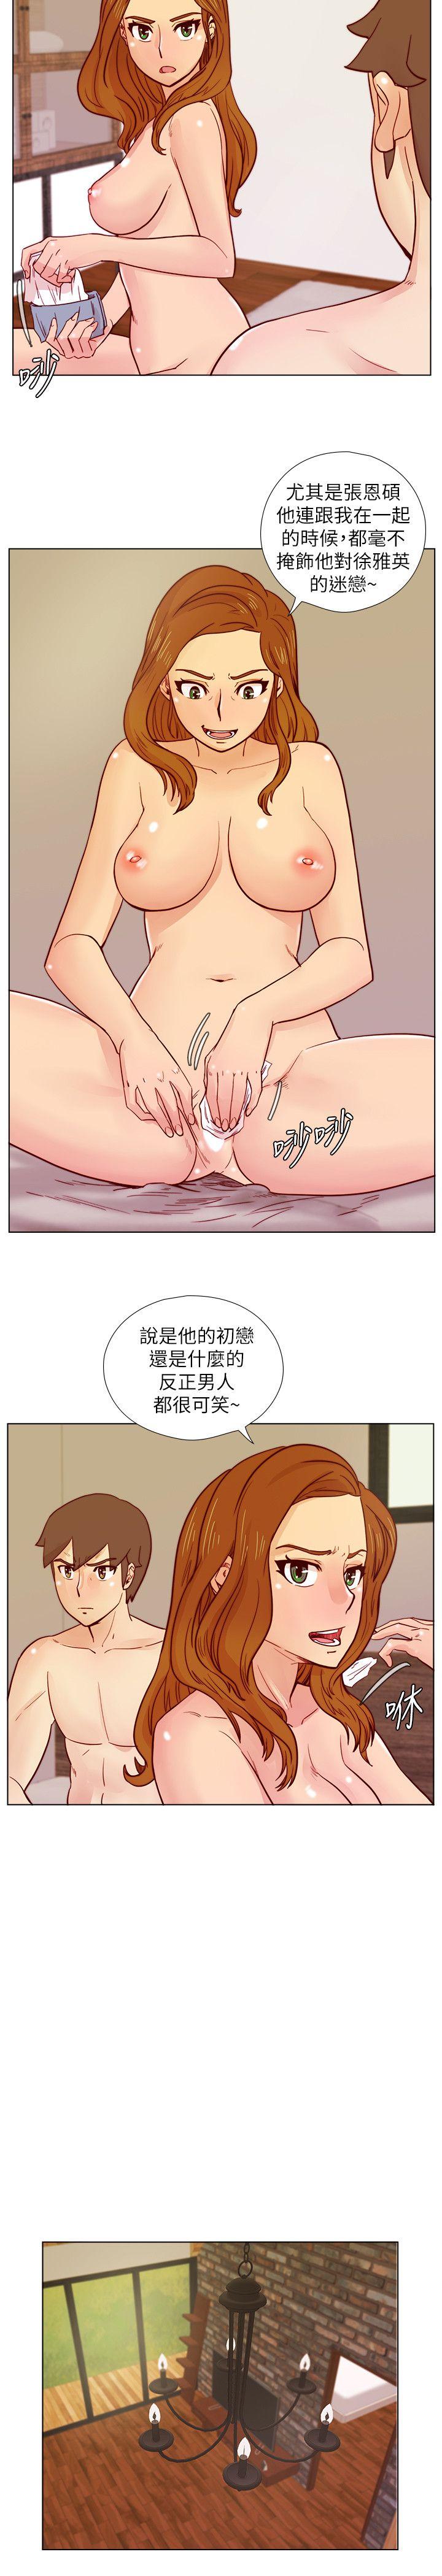 唦
尤其是張恩碩
他連跟我在一起
的時候，都毫不
掩飾他對徐雅英
的迷戀~
唦唦
說是他的初戀
還是什麼的
反正男人
都很可笑~
咻